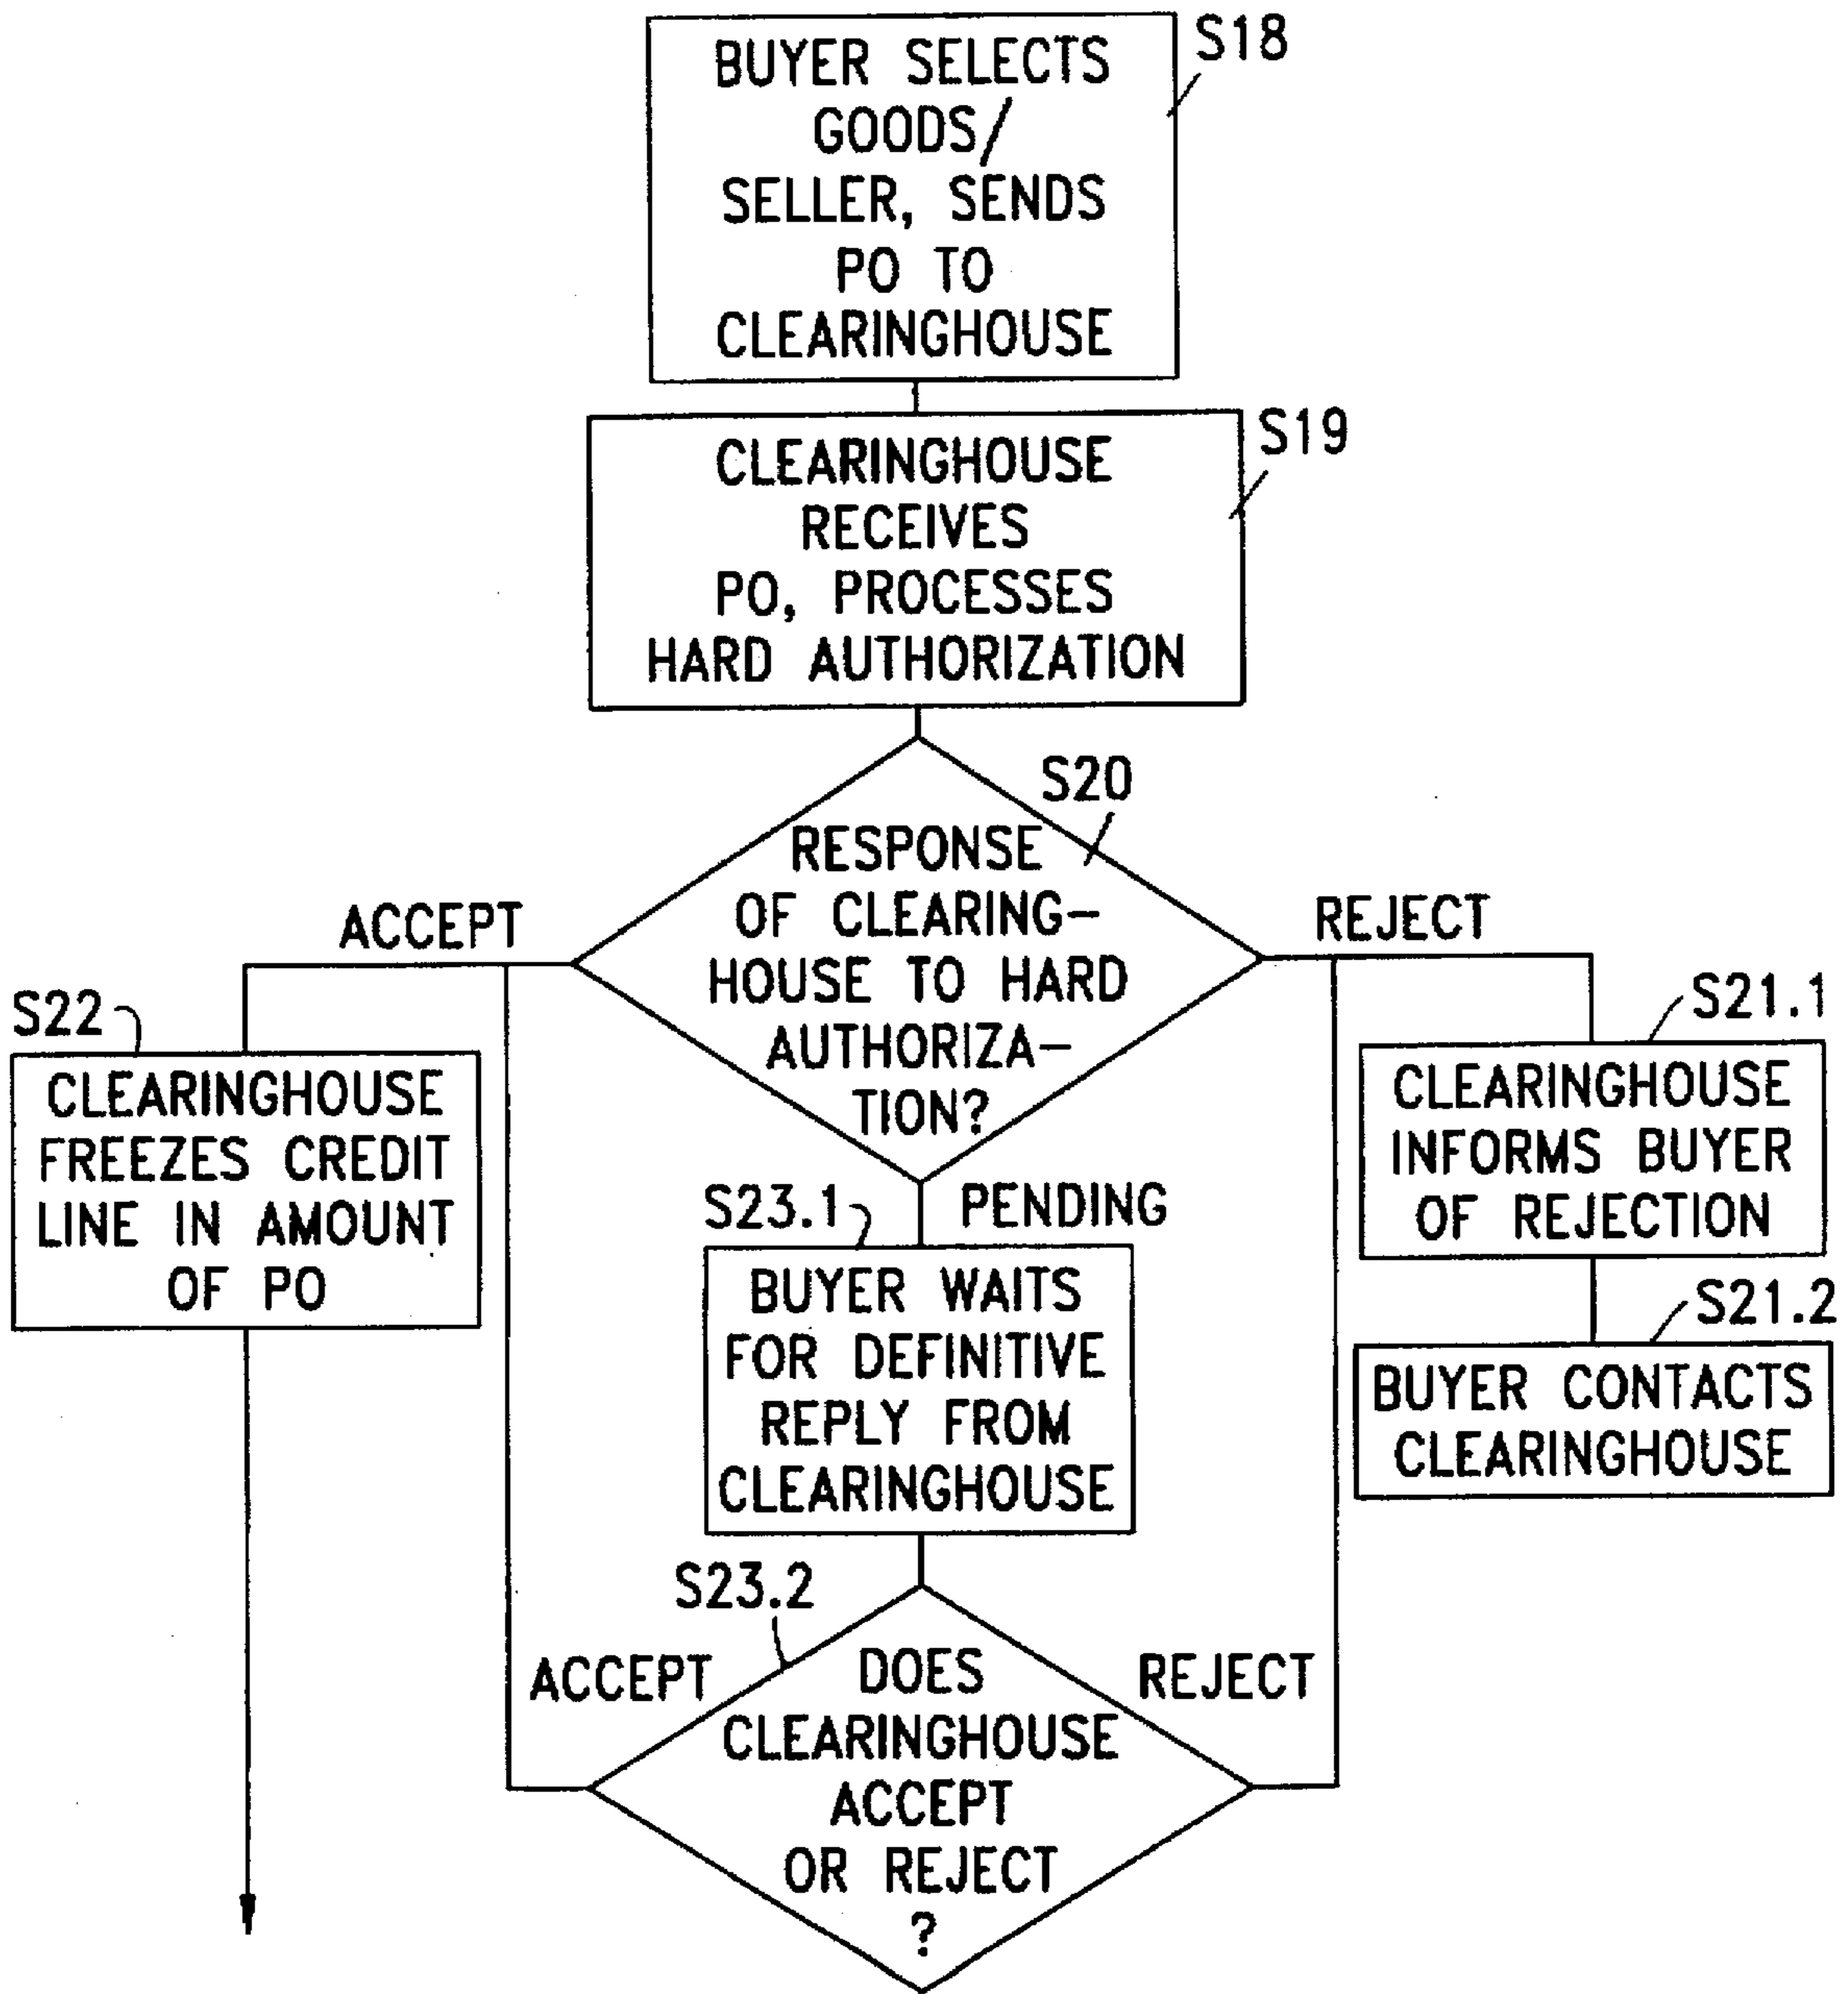 BUYER SELECTS
GOODS/
SELLER, SENDS
PO TO
CLEARINGHOUSE
S18
CLEARINGHOUSE
RECEIVES
PO, PROCESSES
HARD AUTHORIZATION
S19
S20
RESPONSE
OF CLEARING-
HOUSE TO HARD
AUTHORIZA-
TION?
ACCEPT
REJECT
S22
CLEARINGHOUSE
FREEZES CREDIT
LINE IN AMOUNT
OF PO
S21.1
CLEARINGHOUSE
INFORMS BUYER
OF REJECTION
S23.1
PENDING
BUYER WAITS
FOR DEFINITIVE
REPLY FROM
CLEARINGHOUSE
S21.2
BUYER CONTACTS
CLEARINGHOUSE
S23.2
ACCEPT
REJECT
DOES
CLEARINGHOUSE
ACCEPT
OR REJECT
?